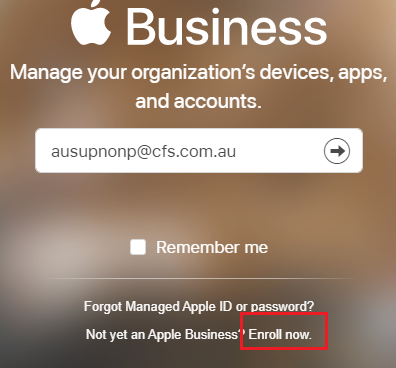 Business
Manage your organization's devices, apps,
and accounts.
ausupnonp@cfs.com.au
Remember me
Forgot Managed Apple ID or password?
Not yet an Apple Business? Enroll now.